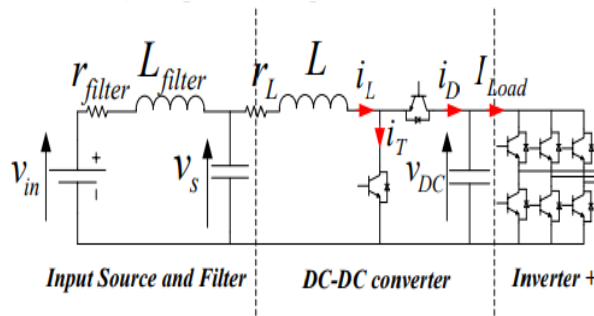 r_filter L_filter r_L L i_L i_D I_Load
i_T
v_in + v_s v_DC
Input Source and Filter DC-DC converter Inverter +